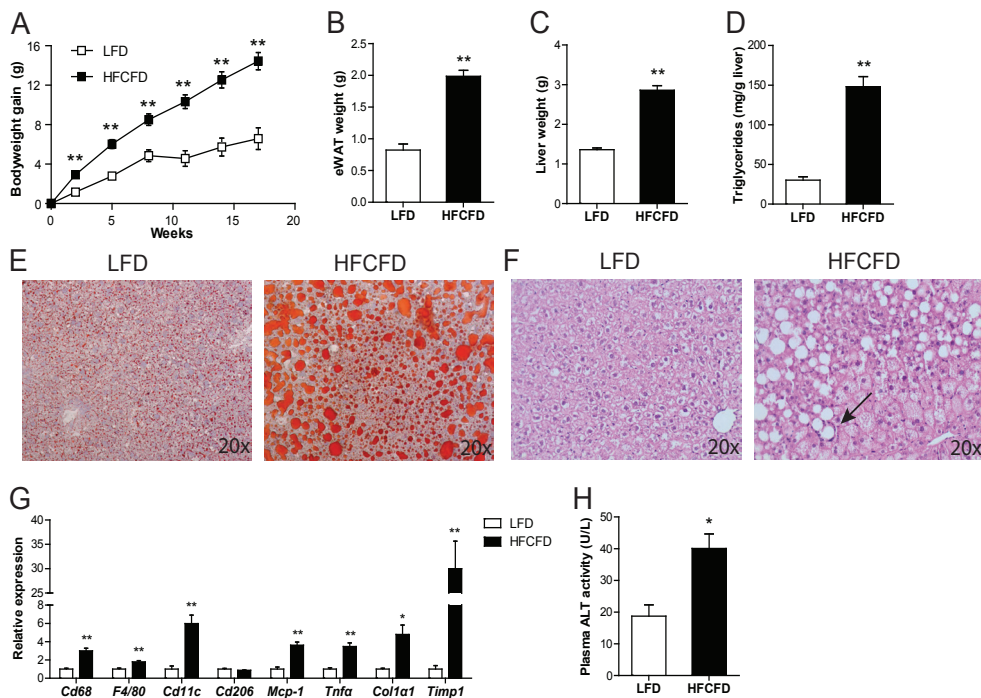 A
LFD
HFCFD
Bodyweight gain (g)
16
12
8
4
0
** ** ** ** ** **
0 5 10 15 20
Weeks
B
eWAT weight (g)
2.5
2.0
1.5
1.0
0.5
0.0
**
LFD HFCFD
C
Liver weight (g)
4
3
2
1
0
**
LFD HFCFD
D
Triglycerides (mg/g liver)
200
150
100
50
0
**
LFD HFCFD
E
LFD HFCFD
20x 20x
F
LFD HFCFD
20x 20x
G
LFD
HFCFD
Relative expression
40
35
30
25
8
6
4
2
0
** ** ** ** ** * **
Cd68 F4/80 Cd11c Cd206 Mcp-1 Tnfα Col1α1 Timp1
H
Plasma ALT activity (U/L)
50
40
30
20
10
0
*
LFD HFCFD